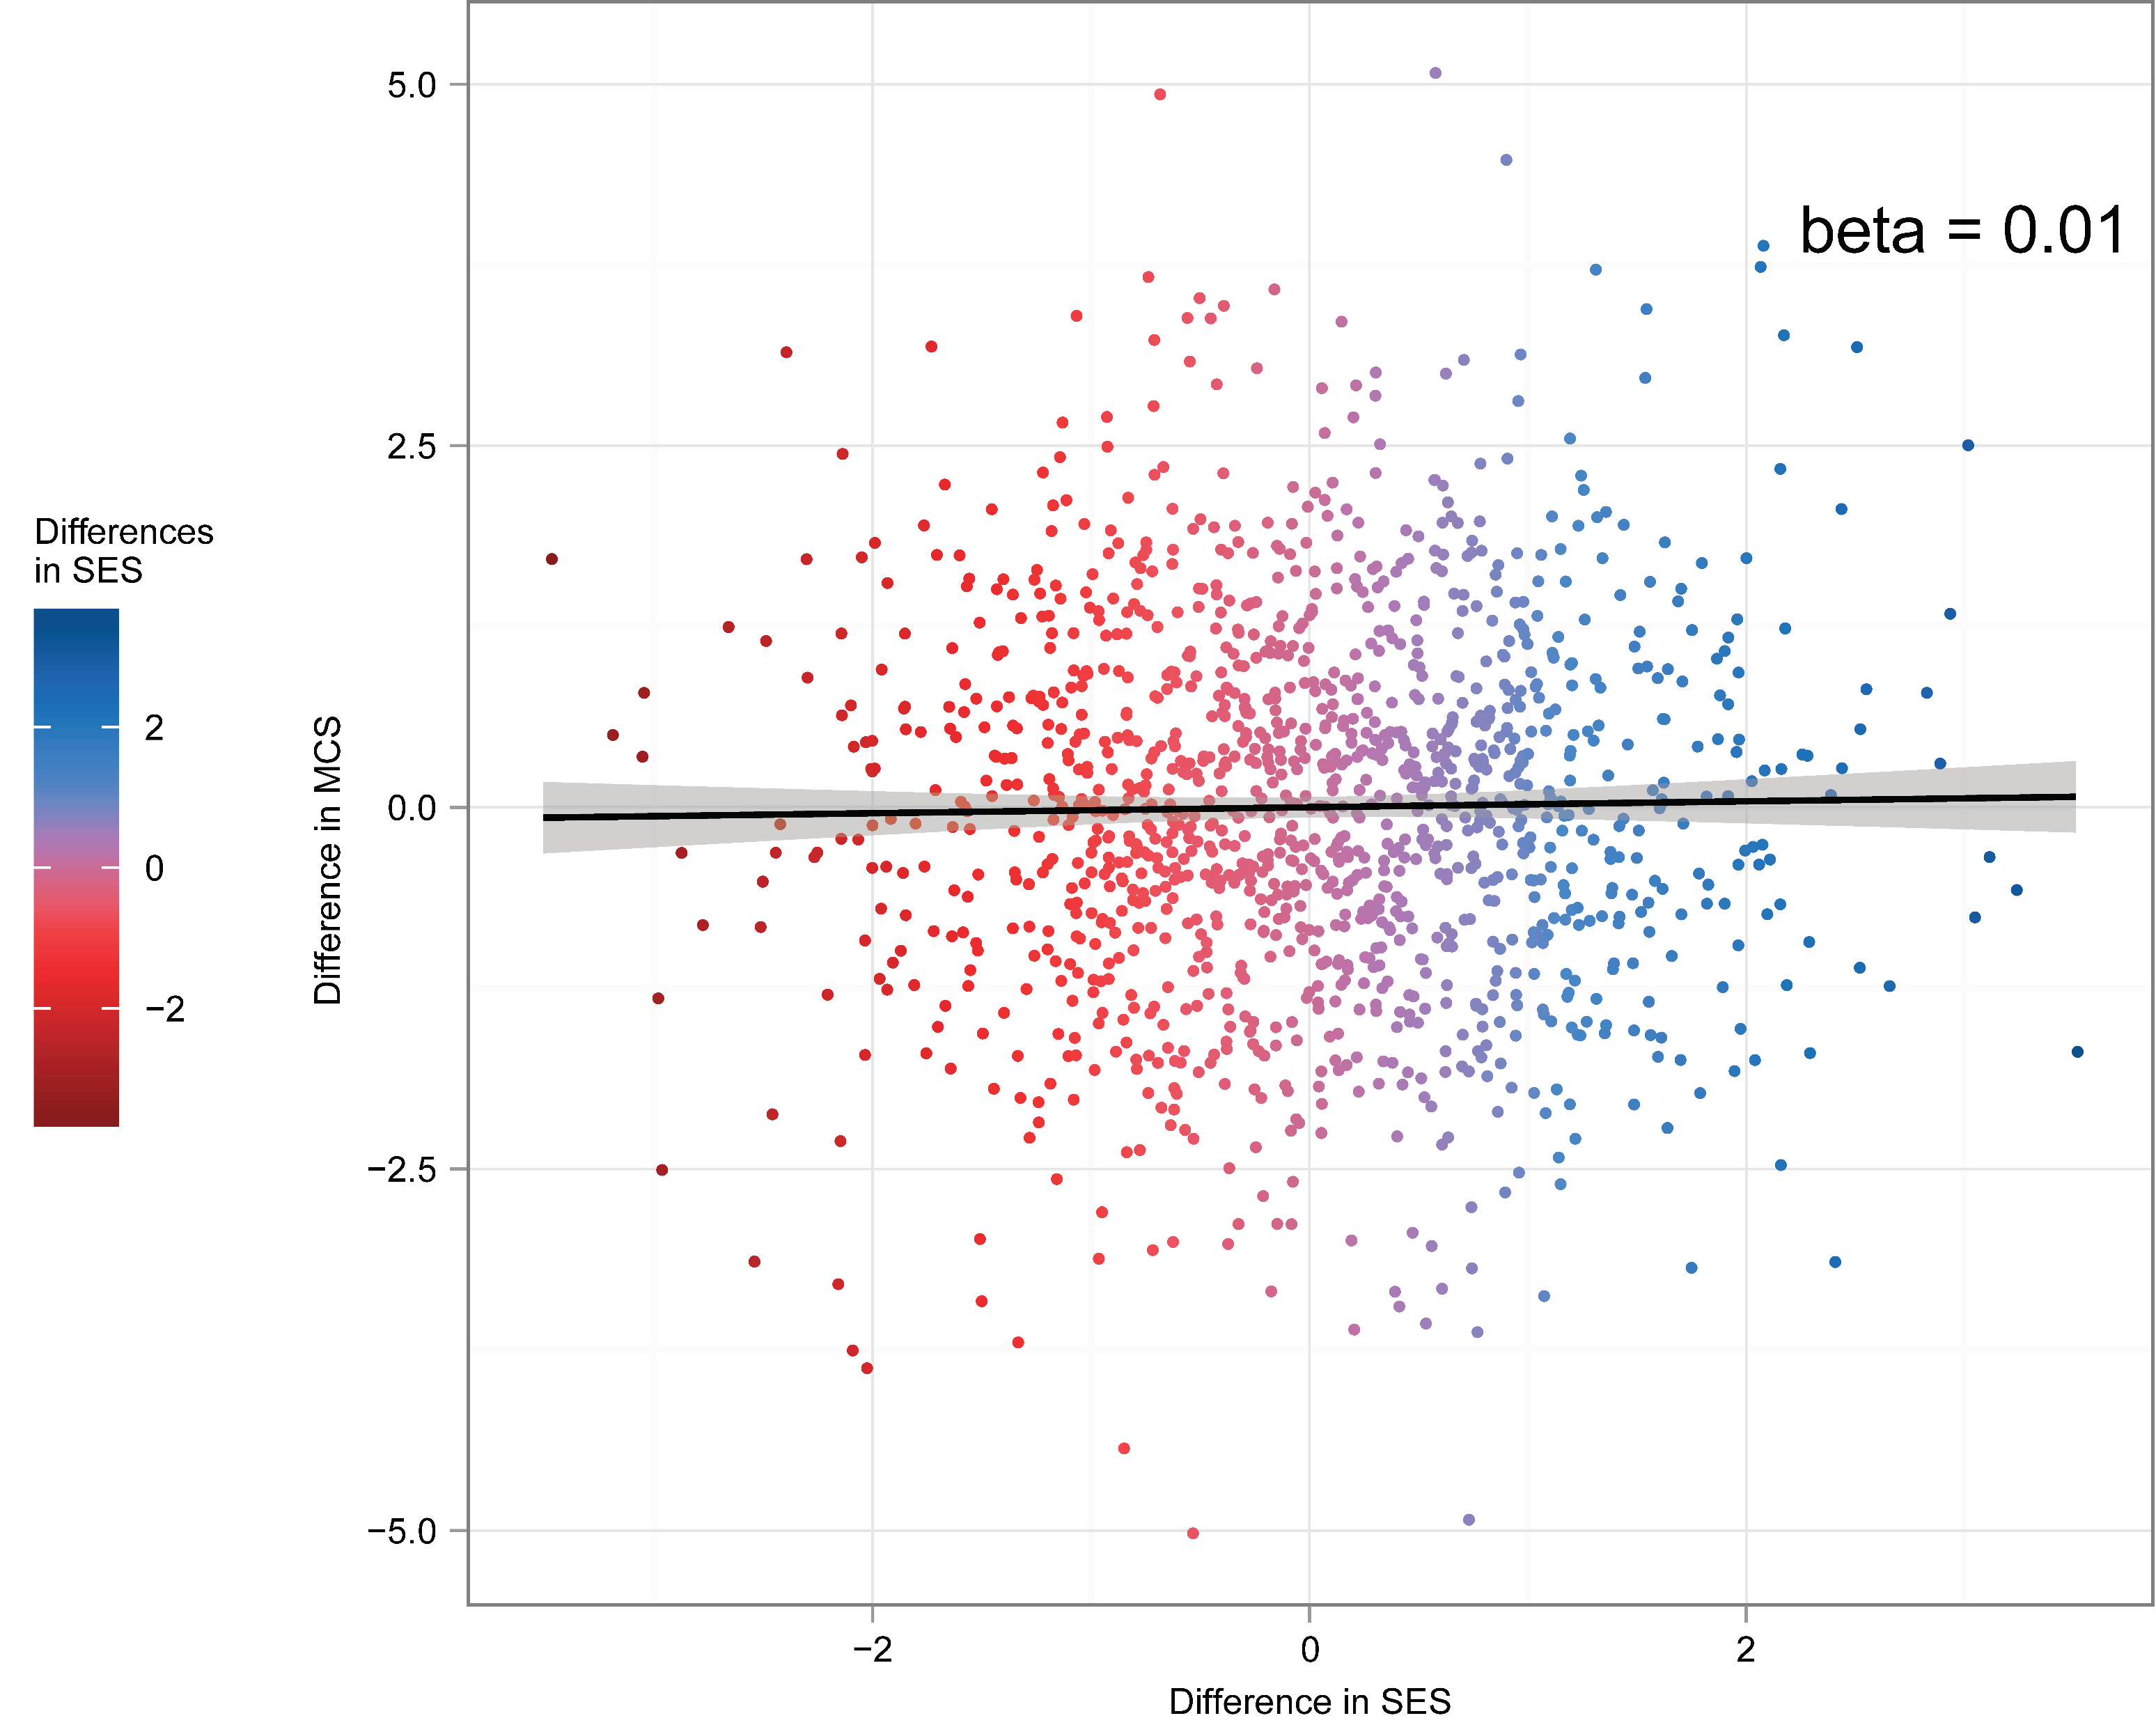 beta = 0.01
Differences
in SES
2
0
−2
Difference in MCS
5.0
2.5
0.0
−2.5
−5.0
−2
0
2
Difference in SES